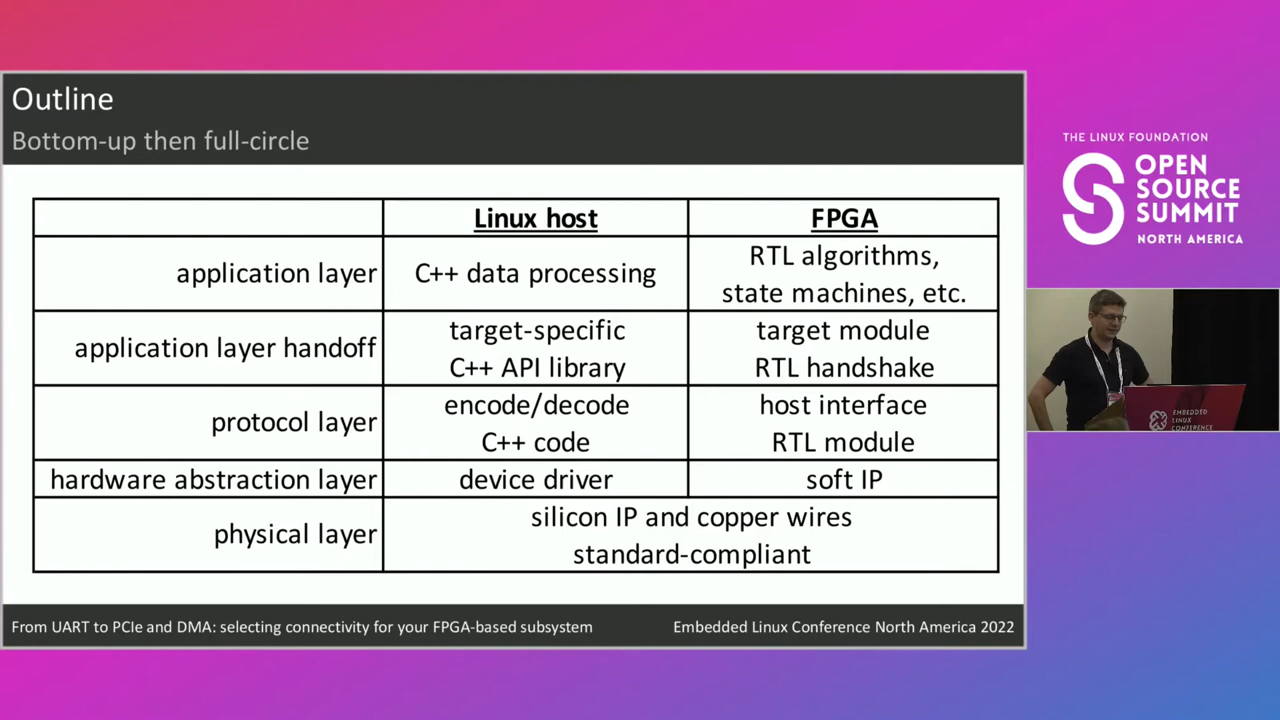 Outline
Bottom-up then full-circle
Linux host
FPGA
application layer
C++ data processing
RTL algorithms,
state machines, etc.
application layer handoff
target-specific
C++ API library
target module
RTL handshake
protocol layer
encode/decode
C++ code
host interface
RTL module
hardware abstraction layer
device driver
soft IP
physical layer
silicon IP and copper wires
standard-compliant
From UART to PCIe and DMA: selecting connectivity for your FPGA-based subsystem
Embedded Linux Conference North America 2022
THE LINUX FOUNDATION
OPEN
SOURCE
SUMMIT
NORTH AMERICA
EMBEDDED
LINUX
CONFERENCE